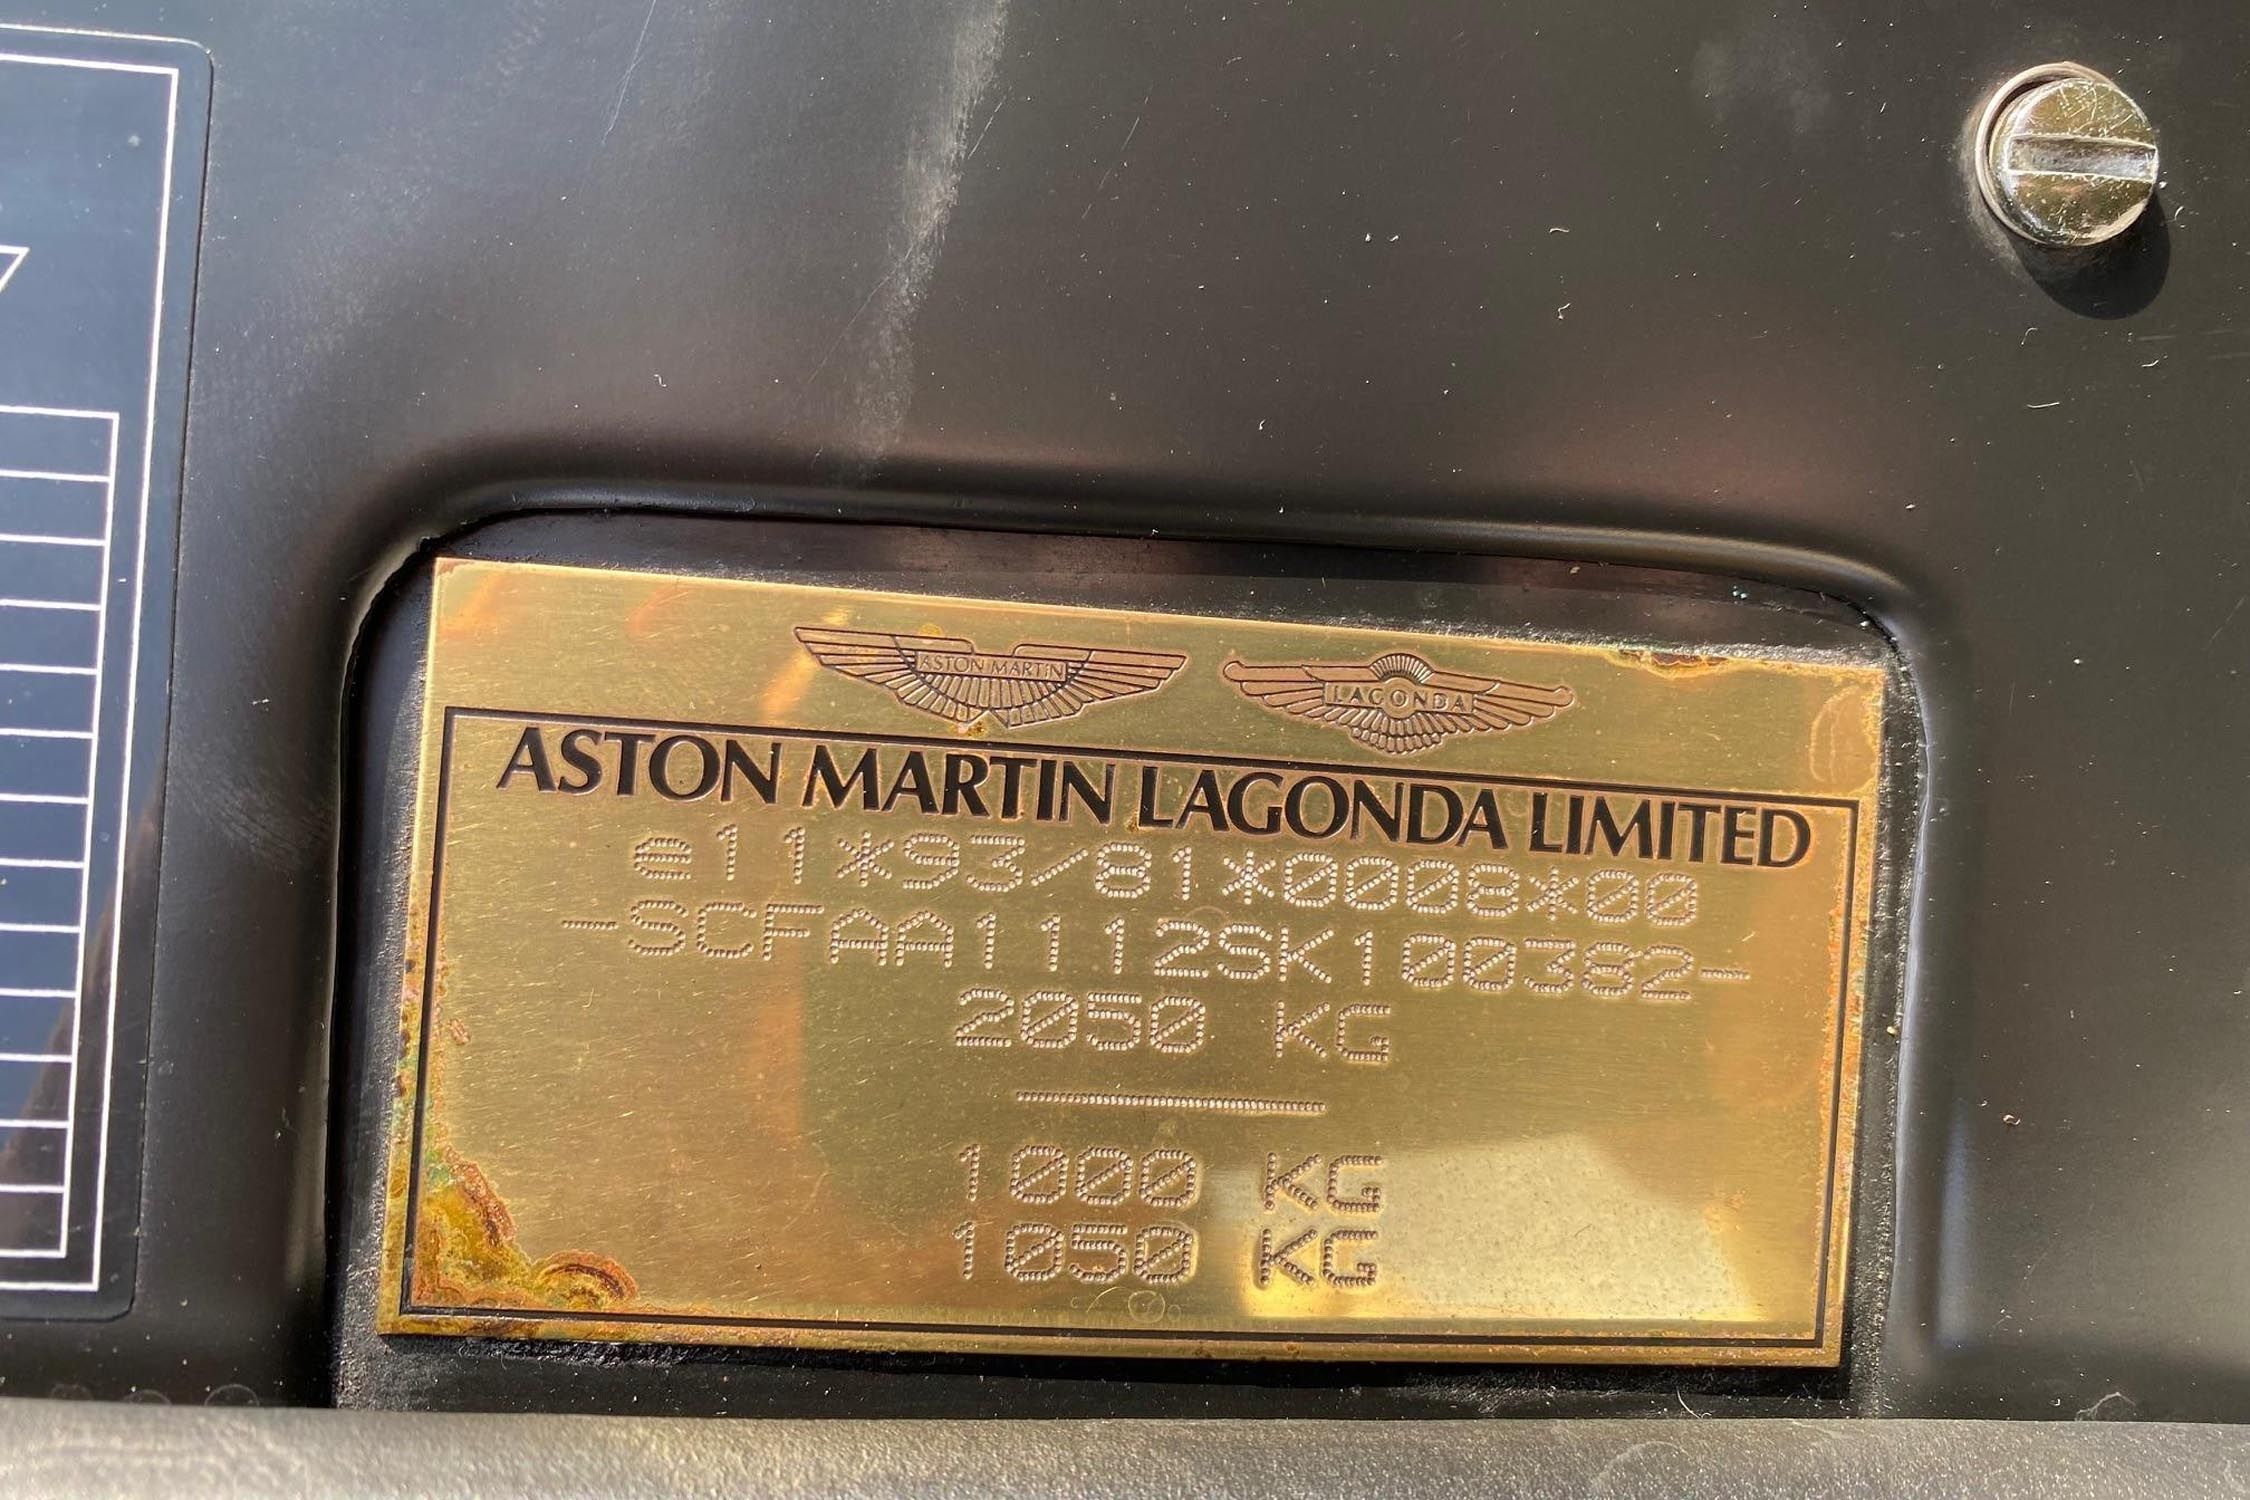 ASTON MARTIN
LAGONDA
ASTON MARTIN LAGONDA LIMITED
e11*93/81*0008*00
-SCFAA1112SK100382-
2050 KG
1000 KG
1050 KG